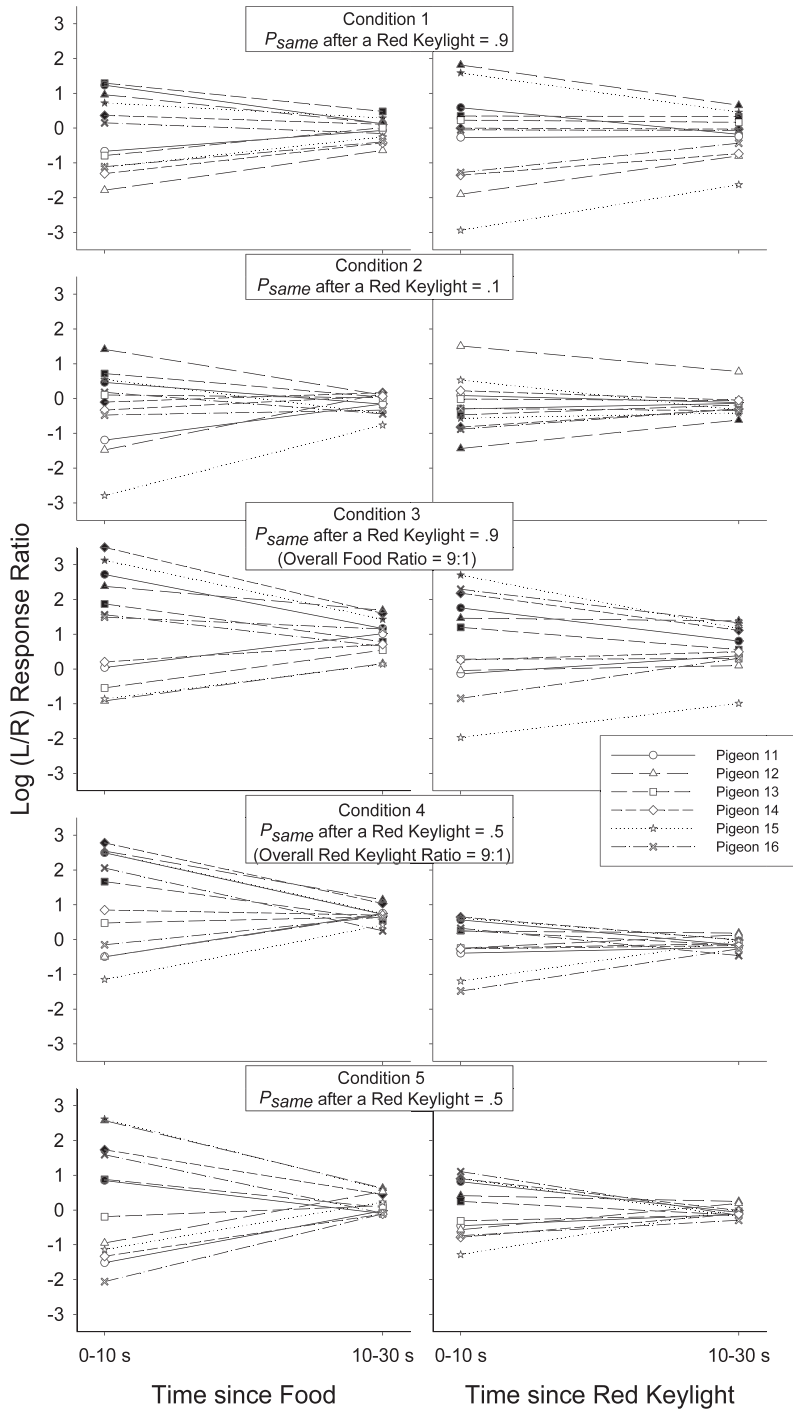 Condition 1
Psame after a Red Keylight = .9
3
2
1
0
-1
-2
-3
Condition 2
Psame after a Red Keylight = .1
3
2
1
0
-1
-2
-3
Condition 3
Psame after a Red Keylight = .9
(Overall Food Ratio = 9:1)
3
2
1
0
-1
-2
-3
Log (L/R) Response Ratio
Pigeon 11
Pigeon 12
Pigeon 13
Pigeon 14
Pigeon 15
Pigeon 16
Condition 4
Psame after a Red Keylight = .5
(Overall Red Keylight Ratio = 9:1)
3
2
1
0
-1
-2
-3
Condition 5
Psame after a Red Keylight = .5
3
2
1
0
-1
-2
-3
0-10 s 10-30 s 0-10 s 10-30 s
Time since Food Time since Red Keylight